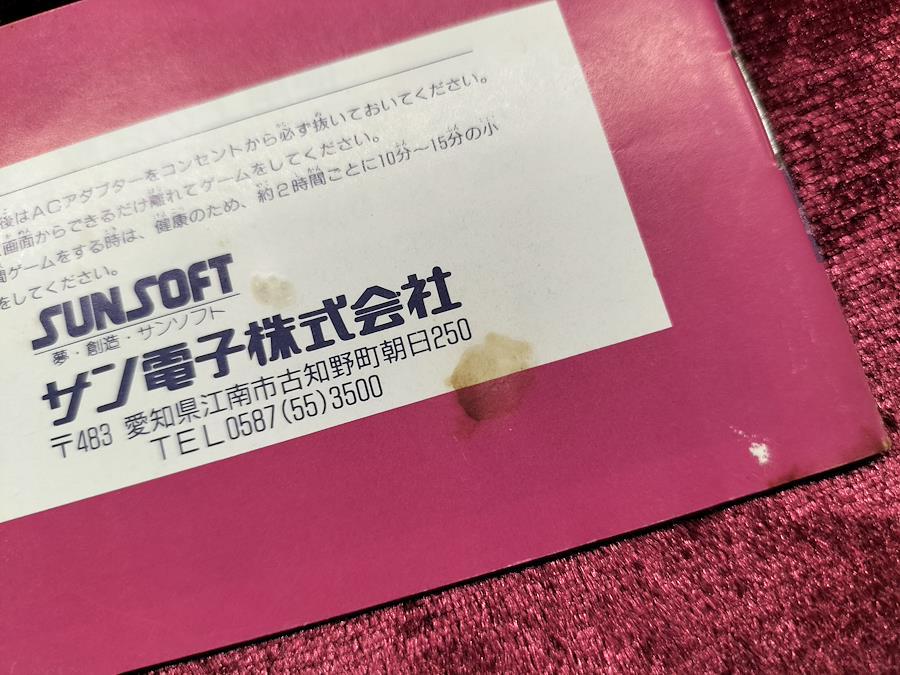 後はACアダプターをコンセントから必ず抜いておいてください。
画面からできるだけ離れてゲームをしてください。
間ゲームをする時は、健康のため、約2時間ごとに10分～15分の小
をしてください。
SUNSOFT
夢・創造・サンソフト
サン電子株式会社
〒483 愛知県江南市古知野町朝日250
TEL0587(55)3500